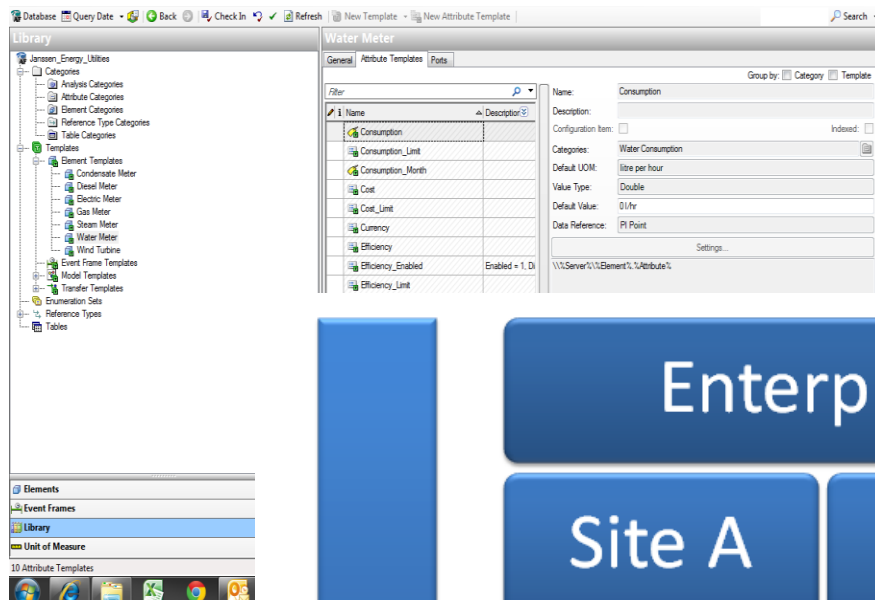 Database Query Date Back Check In Refresh New Template New Attribute Template Search
Library
Janssen_Energy_Utilities
Categories
Analysis Categories
Attribute Categories
Element Categories
Reference Type Categories
Table Categories
Templates
Element Templates
Condensate Meter
Diesel Meter
Electric Meter
Gas Meter
Steam Meter
Water Meter
Wind Turbine
Event Frame Templates
Model Templates
Transfer Templates
Enumeration Sets
Reference Types
Tables
Elements
Event Frames
Library
Unit of Measure
10 Attribute Templates
Water Meter
General Attribute Templates Ports
Group by: Category Template
Filter
Name Description
Consumption
Consumption_Limit
Consumption_Month
Cost
Cost_Limit
Currency
Efficiency
Efficiency_Enabled Enabled = 1, Di
Efficiency_Limit
Name: Consumption
Description:
Configuration Item: Indexed:
Categories: Water Consumption
Default UOM: litre per hour
Value Type: Double
Default Value: 0 l/hr
Data Reference: PI Point
Settings...
\\%Server%\%Element%.%Attribute%
Enterp
Site A